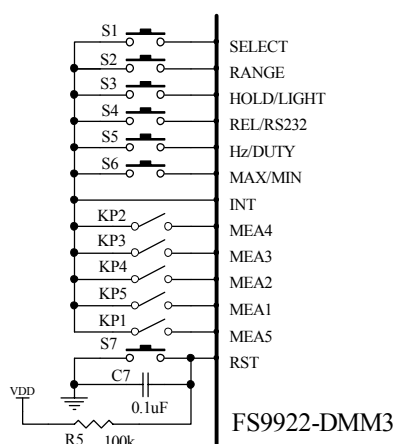 S1
SELECT
S2
RANGE
S3
HOLD/LIGHT
S4
REL/RS232
S5
Hz/DUTY
S6
MAX/MIN
INT
KP2
MEA4
KP3
MEA3
KP4
MEA2
KP5
MEA1
KP1
MEA5
S7
RST
C7
0.1uF
VDD
R5 100k
FS9922-DMM3